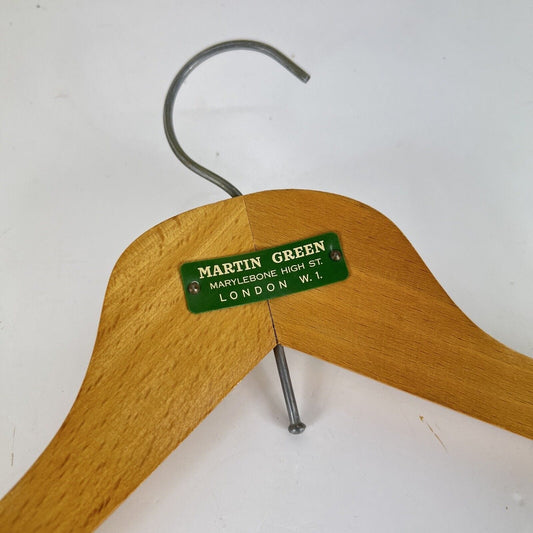 MARTIN GREEN
MARYLEBONE HIGH ST.
LONDON W.1.